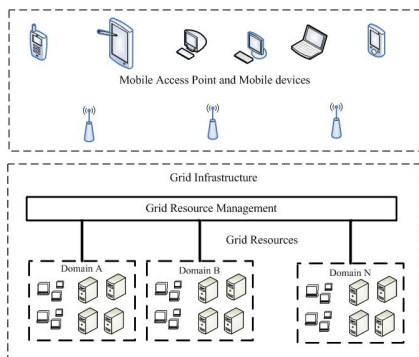 Mobile Access Point and Mobile devices
Grid Infrastructure
Grid Resource Management
Grid Resources
Domain A
Domain B
Domain N